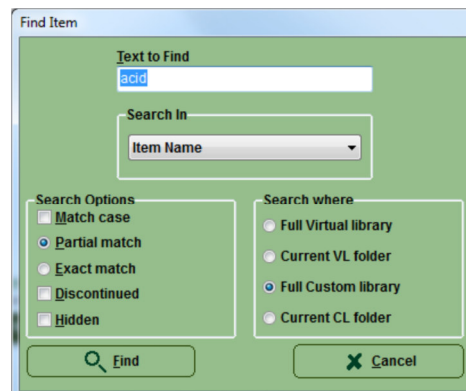 Find Item
Text to Find
acid
Search In
Item Name
Search Options
Match case
Partial match
Exact match
Discontinued
Hidden
Search where
Full Virtual library
Current VL folder
Full Custom library
Current CL folder
Find
Cancel